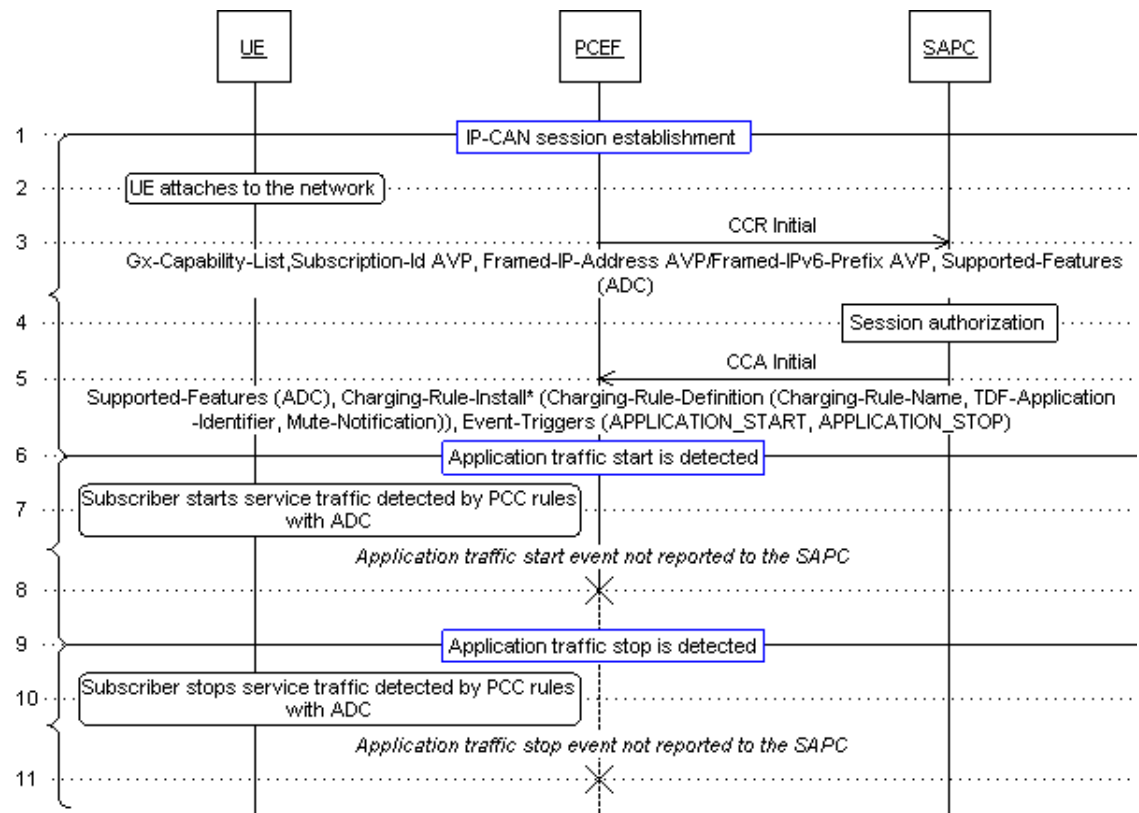 UE
PCEF
SAPC
1
IP-CAN session establishment
2
UE attaches to the network
CCR Initial
3
Gx-Capability-List,Subscription-Id AVP, Framed-IP-Address AVP/Framed-IPv6-Prefix AVP, Supported-Features
(ADC)
4
Session authorization
CCA Initial
5
Supported-Features (ADC), Charging-Rule-Install* (Charging-Rule-Definition (Charging-Rule-Name, TDF-Application
-Identifier, Mute-Notification)), Event-Triggers (APPLICATION_START, APPLICATION_STOP)
6
Application traffic start is detected
Subscriber starts service traffic detected by PCC rules
7
with ADC
Application traffic start event not reported to the SAPC
8
9
Application traffic stop is detected
Subscriber stops service traffic detected by PCC rules
10
with ADC
Application traffic stop event not reported to the SAPC
11